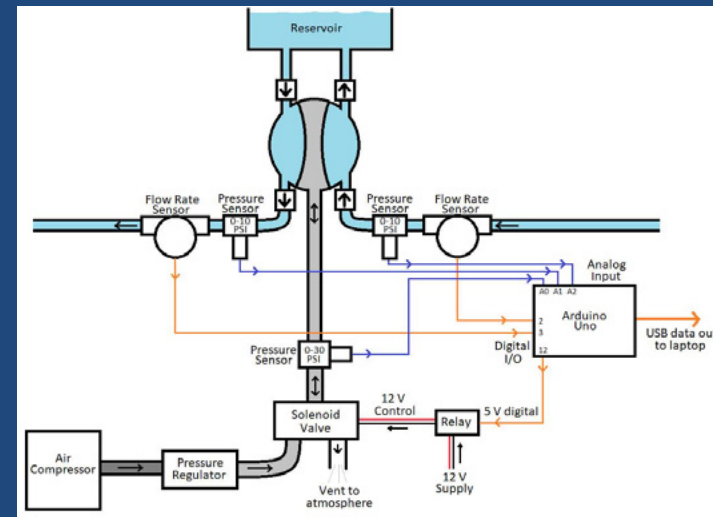 Reservoir
Flow Rate
Sensor
Pressure
Sensor
0-10
PSI
Pressure
Sensor
0-10
PSI
Flow Rate
Sensor
Analog
Input
A0 A1 A2
2
3
12
Arduino
Uno
Digital
I/O
USB data ou
to laptop
Pressure
Sensor
0-30
PSI
12 V
Control
5 V digital
Solenoid
Valve
Relay
Air
Compressor
Pressure
Regulator
Vent to
atmosphere
12 V
Supply